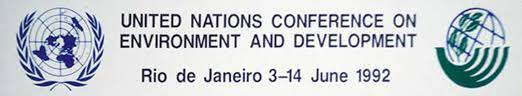 UNITED NATIONS CONFERENCE ON
ENVIRONMENT AND DEVELOPMENT
Rio de Janeiro 3–14 June 1992